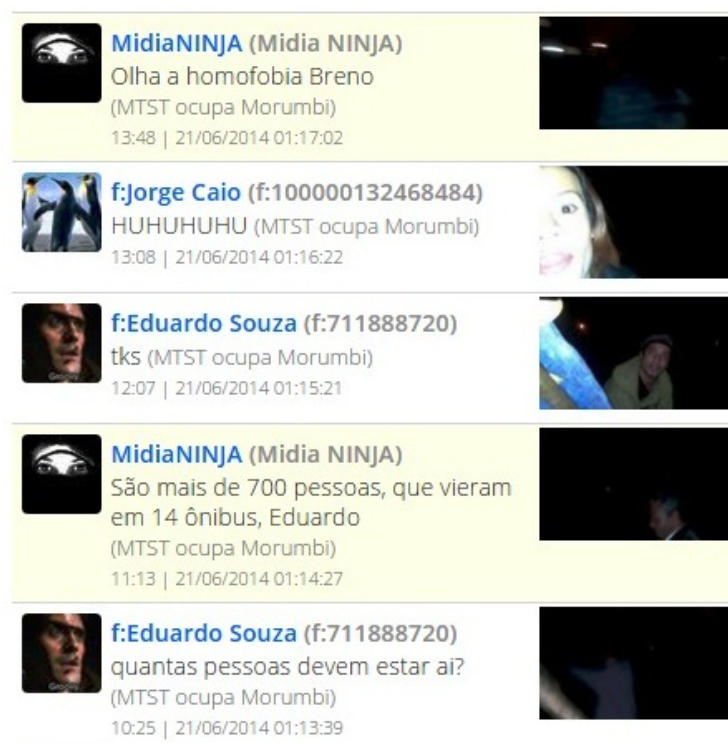 MidiaNINJA (Midia NINJA)
Olha a homofobia Breno
(MTST ocupa Morumbi)
13:48 | 21/06/2014 01:17:02
f:Jorge Caio (f:100000132468484)
HUHUHUHU (MTST ocupa Morumbi)
13:08 | 21/06/2014 01:16:22
f:Eduardo Souza (f:711888720)
tks (MTST ocupa Morumbi)
Groovy
12:07 | 21/06/2014 01:15:21
MidiaNINJA (Midia NINJA)
São mais de 700 pessoas, que vieram
em 14 ônibus, Eduardo
(MTST ocupa Morumbi)
11:13 | 21/06/2014 01:14:27
f:Eduardo Souza (f:711888720)
quantas pessoas devem estar ai?
(MTST ocupa Morumbi)
Groovy
10:25 | 21/06/2014 01:13:39